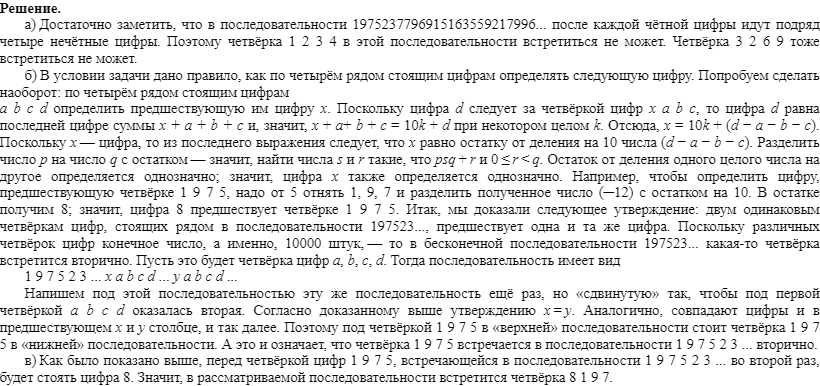 Решение.
а) Достаточно заметить, что в последовательности 1975237796915163559217996... после каждой чётной цифры идут подряд
четыре нечётные цифры. Поэтому четвёрка 1 2 3 4 в этой последовательности встретиться не может. Четвёрка 3 2 6 9 тоже
встретиться не может.
б) В условии задачи дано правило, как по четырём рядом стоящим цифрам определять следующую цифру. Попробуем сделать
наоборот: по четырём рядом стоящим цифрам
a b c d определить предшествующую им цифру x. Поскольку цифра d следует за четвёркой цифр x a b c, то цифра d равна
последней цифре суммы x + a + b + c и, значит, x + a+ b + c = 10k + d при некотором целом k. Отсюда, x = 10k + (d − a − b − c).
Поскольку x — цифра, то из последнего выражения следует, что x равно остатку от деления на 10 числа (d − a − b − c). Разделить
число p на число q с остатком — значит, найти числа s и r такие, что psq + r и 0 ≤ r < q. Остаток от деления одного целого числа на
другое определяется однозначно; значит, цифра x также определяется однозначно. Например, чтобы определить цифру,
предшествующую четвёрке 1 9 7 5, надо от 5 отнять 1, 9, 7 и разделить полученное число (—12) с остатком на 10. В остатке
получим 8; значит, цифра 8 предшествует четвёрке 1 9 7 5. Итак, мы доказали следующее утверждение: двум одинаковым
четвёркам цифр, стоящих рядом в последовательности 197523..., предшествует одна и та же цифра. Поскольку различных
четвёрок цифр конечное число, а именно, 10000 штук, — то в бесконечной последовательности 197523... какая-то четвёрка
встретится вторично. Пусть это будет четвёрка цифр a, b, c, d. Тогда последовательность имеет вид
1 9 7 5 2 3 ... x a b c d ... y a b c d ...
Напишем под этой последовательностью эту же последовательность ещё раз, но «сдвинутую» так, чтобы под первой
четвёркой a b c d оказалась вторая. Согласно доказанному выше утверждению x = y. Аналогично, совпадают цифры и в
предшествующем x и y столбце, и так далее. Поэтому под четвёркой 1 9 7 5 в «верхней» последовательности стоит четвёрка 1 9 7
5 в «нижней» последовательности. А это и означает, что четвёрка 1 9 7 5 встречается в последовательности 1 9 7 5 2 3 ... вторично.
в) Как было показано выше, перед четвёркой цифр 1 9 7 5, встречающейся в последовательности 1 9 7 5 2 3 ... во второй раз,
будет стоять цифра 8. Значит, в рассматриваемой последовательности встретится четвёрка 8 1 9 7.